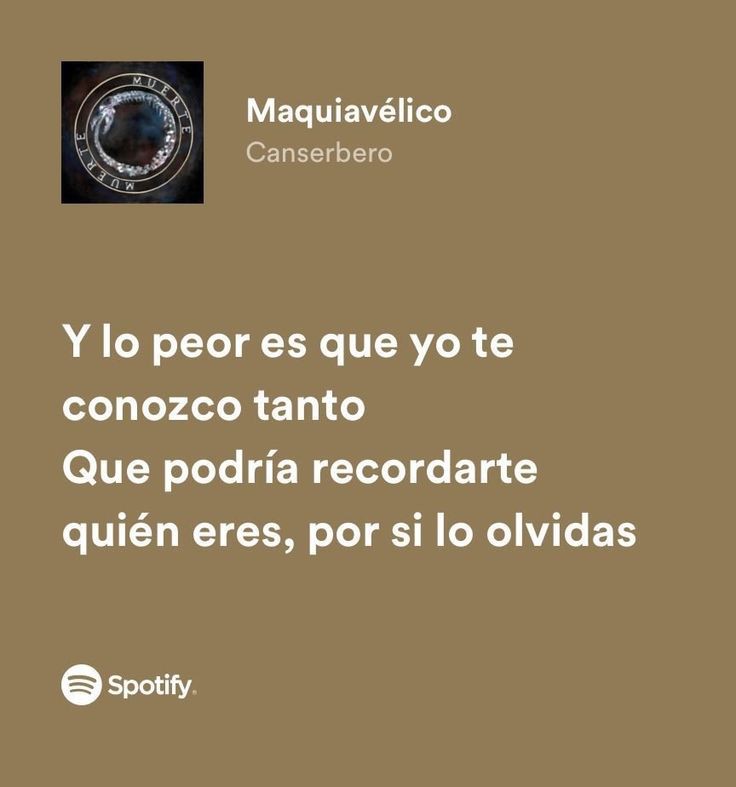 MUERTE
MUERTE
Maquiavélico
Canserbero
Y lo peor es que yo te
conozco tanto
Que podría recordarte
quién eres, por si lo olvidas
Spotify